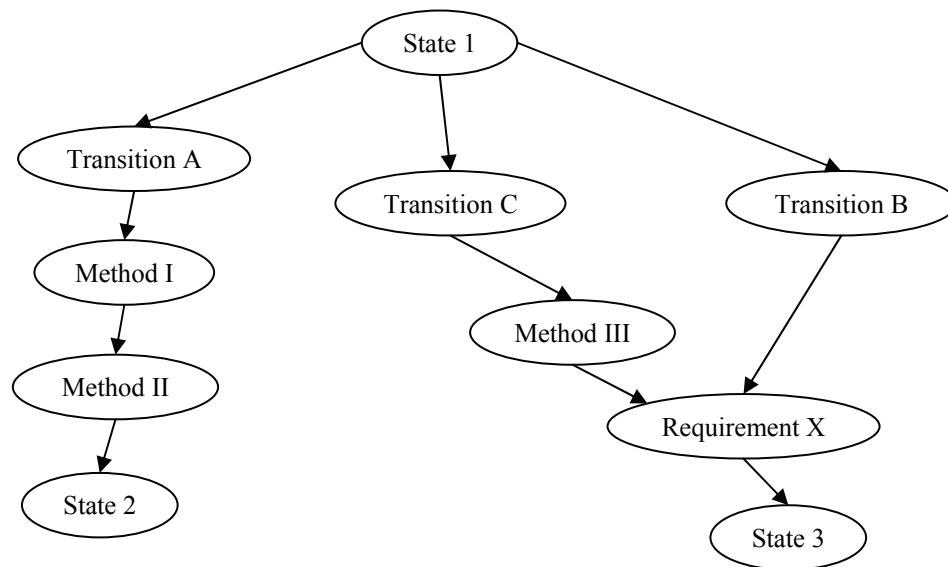 State 1
Transition A
Transition C
Transition B
Method I
Method III
Method II
Requirement X
State 2
State 3